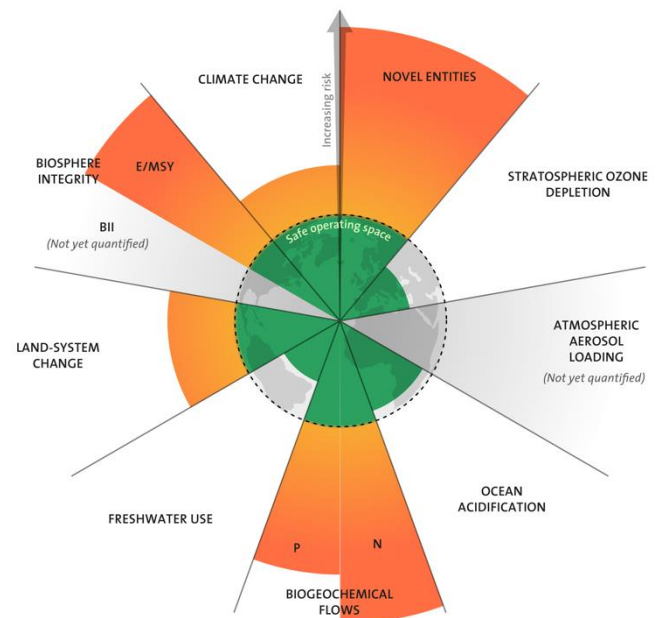 CLIMATE CHANGE
Increasing risk
NOVEL ENTITIES
STRATOSPHERIC OZONE
DEPLETION
ATMOSPHERIC
AEROSOL
LOADING
(Not yet quantified)
OCEAN
ACIDIFICATION
N
P
BIOGEOCHEMICAL
FLOWS
FRESHWATER USE
LAND-SYSTEM
CHANGE
BIOSPHERE
INTEGRITY
E/MSY
BII
(Not yet quantified)
Safe operating space